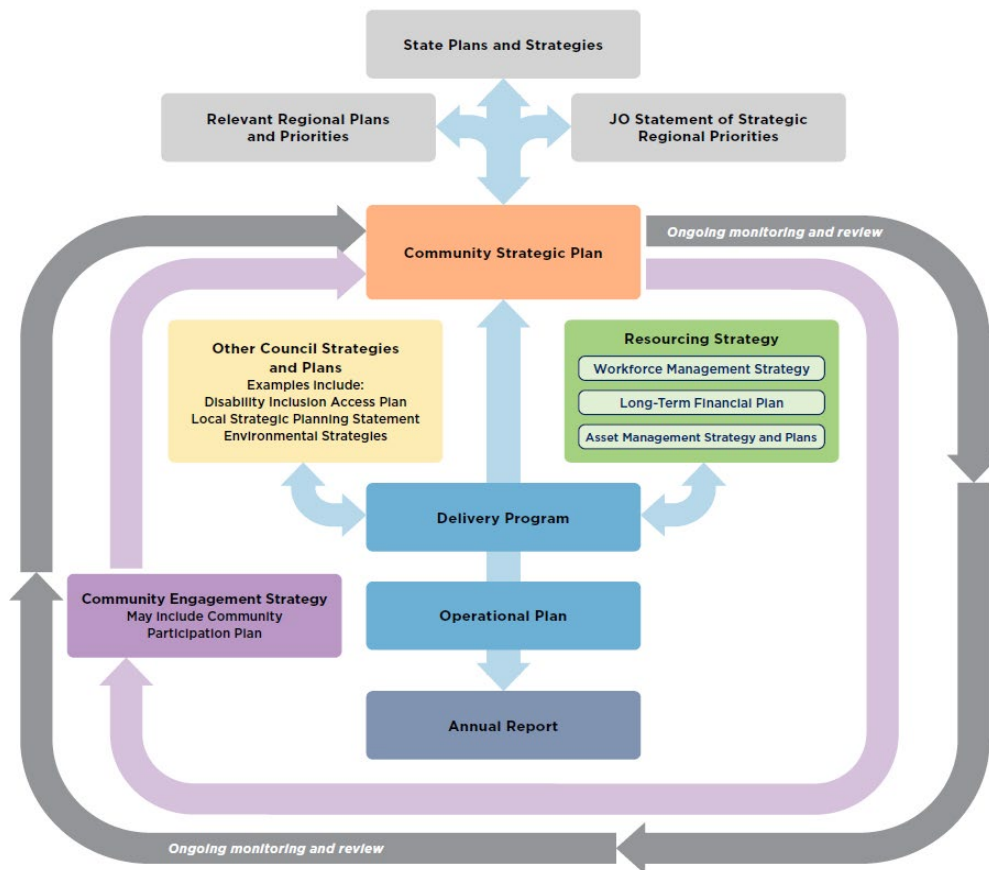 State Plans and Strategies
Relevant Regional Plans
and Priorities
JO Statement of Strategic
Regional Priorities
Ongoing monitoring and review
Community Strategic Plan
Other Council Strategies
and Plans
Examples include:
Disability Inclusion Access Plan
Local Strategic Planning Statement
Environmental Strategies
Resourcing Strategy
Workforce Management Strategy
Long-Term Financial Plan
Asset Management Strategy and Plans
Delivery Program
Community Engagement Strategy
May include Community
Participation Plan
Operational Plan
Annual Report
Ongoing monitoring and review